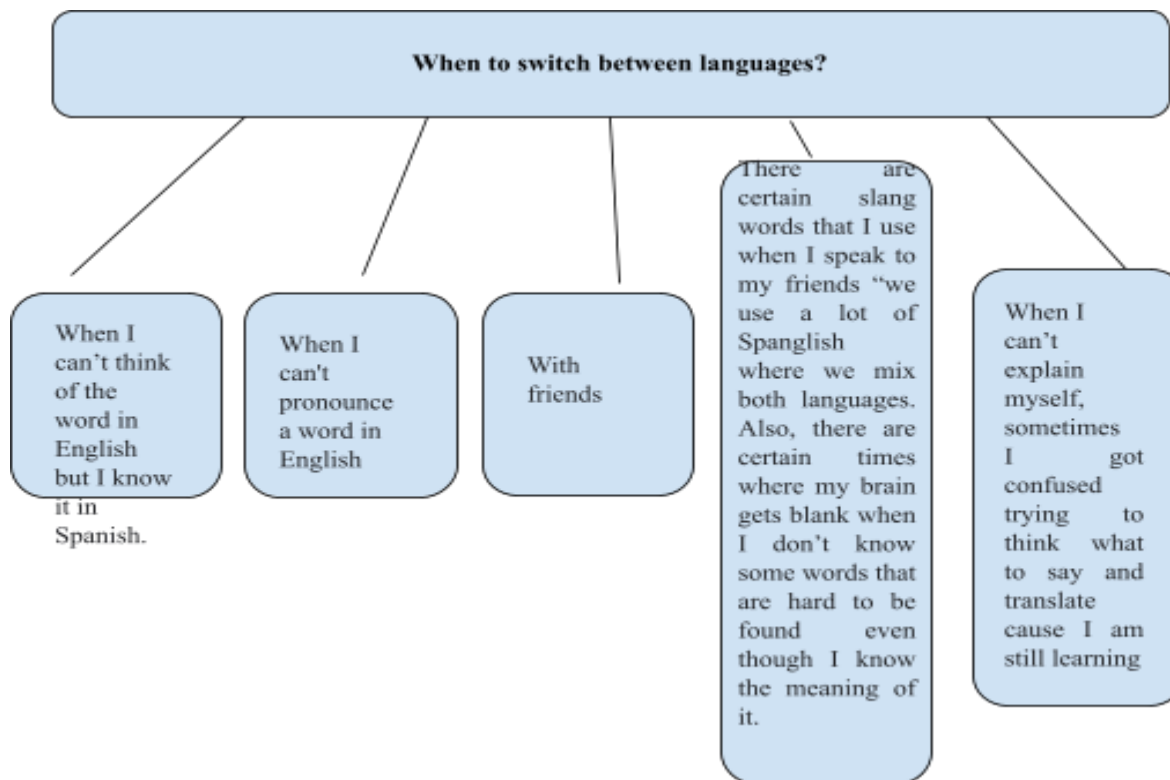 When to switch between languages?
When I
can’t think
of the
word in
English
but I know
it in
Spanish.
When I
can't
pronounce
a word in
English
With
friends
There are
certain slang
words that I use
when I speak to
my friends “we
use a lot of
Spanglish
where we mix
both languages.
Also, there are
certain times
where my brain
gets blank when
I don’t know
some words that
are hard to be
found even
though I know
the meaning of
it.
When I
can’t
explain
myself,
sometimes
I got
confused
trying to
think what
to say and
translate
cause I am
still learning